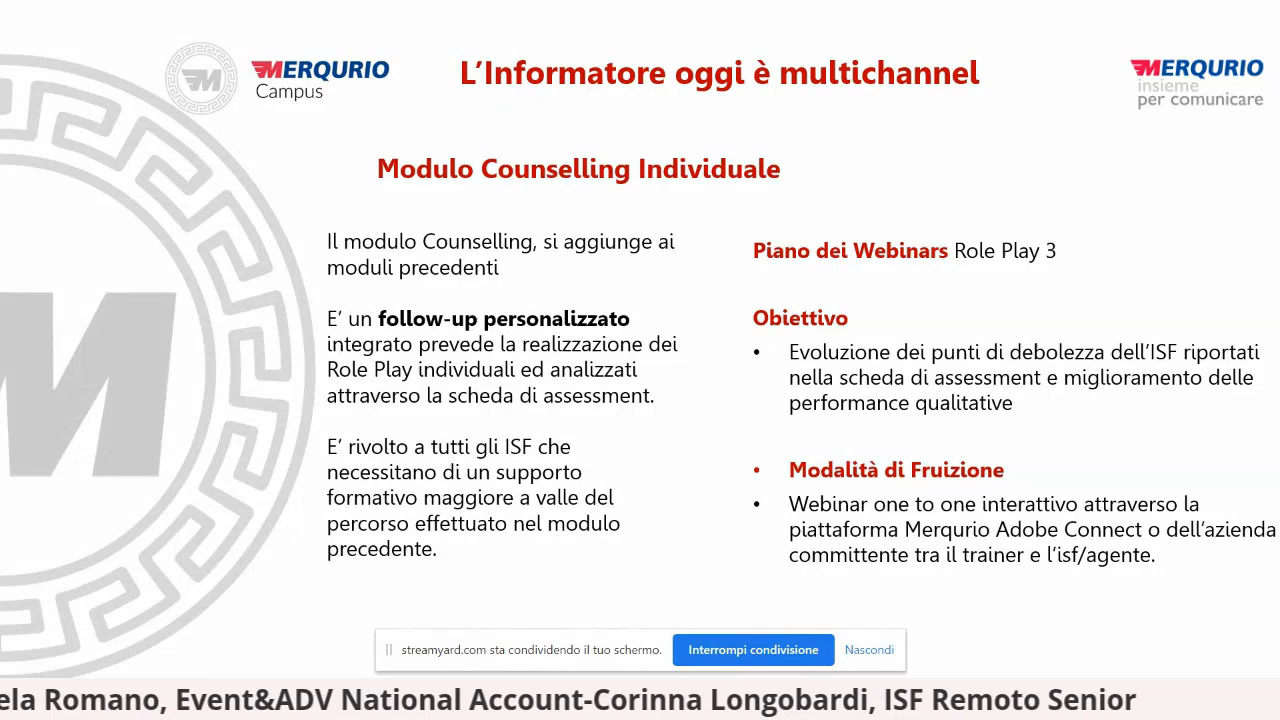 MERQURIO
Campus
L'Informatore oggi è multichannel
MERQURIO
insieme
per comunicare
Modulo Counselling Individuale
Il modulo Counselling, si aggiunge ai
moduli precedenti
E' un follow-up personalizzato
integrato prevede la realizzazione dei
Role Play individuali ed analizzati
attraverso la scheda di assessment.
E' rivolto a tutti gli ISF che
necessitano di un supporto
formativo maggiore a valle del
percorso effettuato nel modulo
precedente.
Piano dei Webinars Role Play 3
Obiettivo
• Evoluzione dei punti di debolezza dell'ISF riportati
nella scheda di assessment e miglioramento delle
performance qualitative
• Modalità di Fruizione
• Webinar one to one interattivo attraverso la
piattaforma Merqurio Adobe Connect o dell'azienda
committente tra il trainer e l'isf/agente.
streamyard.com sta condividendo il tuo schermo.
Interrompi condivisione
Nascondi
ela Romano, Event&ADV National Account-Corinna Longobardi, ISF Remoto Senior